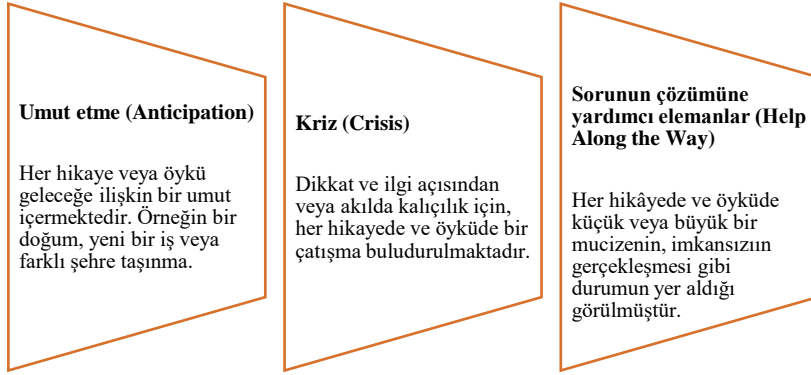 Umut etme (Anticipation)
Her hikaye veya öykü
geleceğe ilişkin bir umut
içermektedir. Örneğin bir
doğum, yeni bir iş veya
farklı şehre taşınma.
Kriz (Crisis)
Dikkat ve ilgi açısından
veya akılda kalıçılık için,
her hikayede ve öyküde bir
çatışma buludurulmaktadır.
Sorunun çözümüne
yardımcı elemanlar (Help
Along the Way)
Her hikâyede ve öyküde
küçük veya büyük bir
mucizenin, imkansızıın
gerçekleşmesi gibi
durumun yer aldığı
görülmüştür.